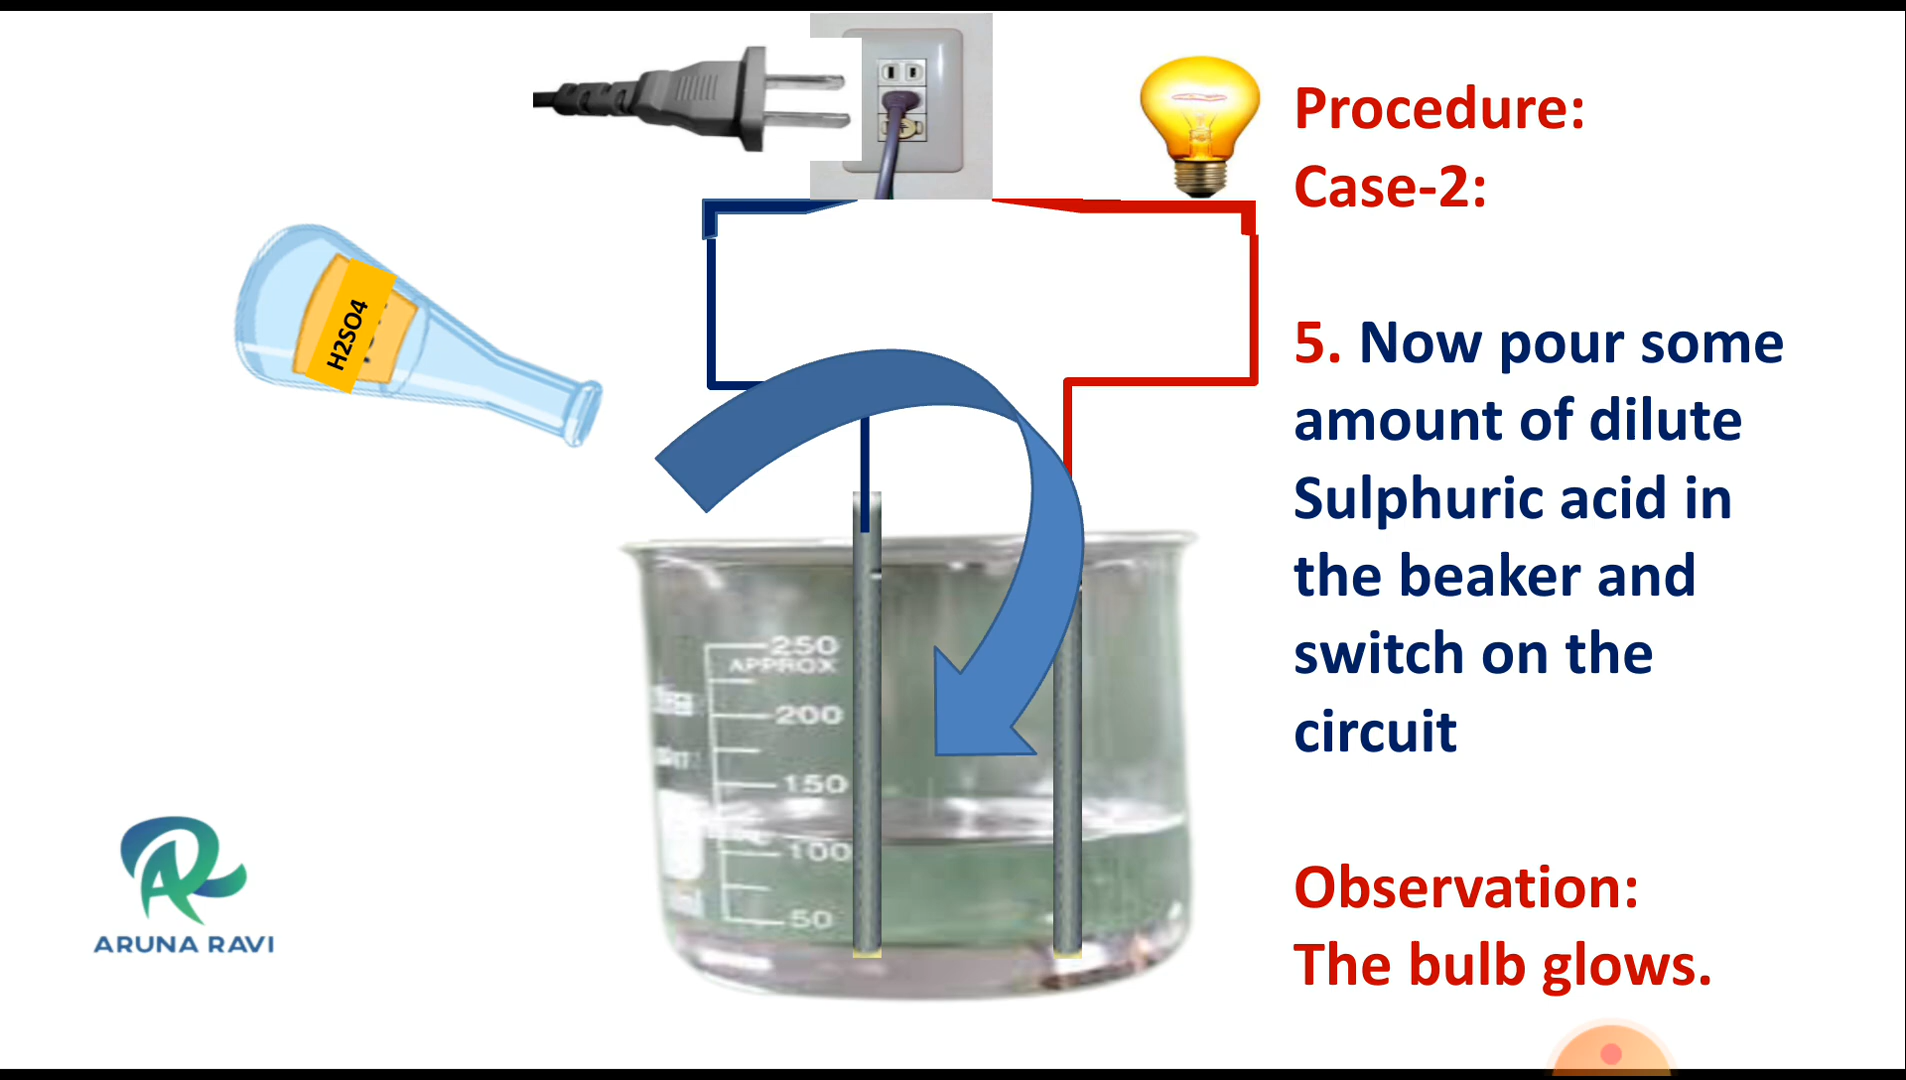 Procedure:
Case-2:
H2SO4
5. Now pour some
amount of dilute
Sulphuric acid in
the beaker and
switch on the
circuit
250
APPROX
200
150
100
50
ARUNA RAVI
Observation:
The bulb glows.